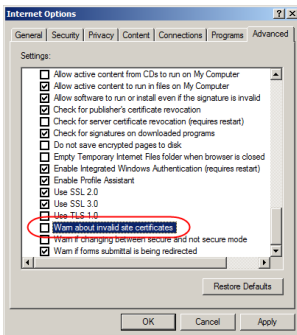 Internet Options
General Security Privacy Content Connections Programs Advanced
Settings:
Allow active content from CDs to run on My Computer
Allow active content to run in files on My Computer
Allow software to run or install even if the signature is invalid
Check for publisher's certificate revocation
Check for server certificate revocation (requires restart)
Check for signatures on downloaded programs
Do not save encrypted pages to disk
Empty Temporary Internet Files folder when browser is closed
Enable Integrated Windows Authentication (requires restart)
Enable Profile Assistant
Use SSL 2.0
Use SSL 3.0
Use TLS 1.0
Warn about invalid site certificates
Warn if changing between secure and not secure mode
Warn if forms submittal is being redirected
Restore Defaults
OK Cancel Apply